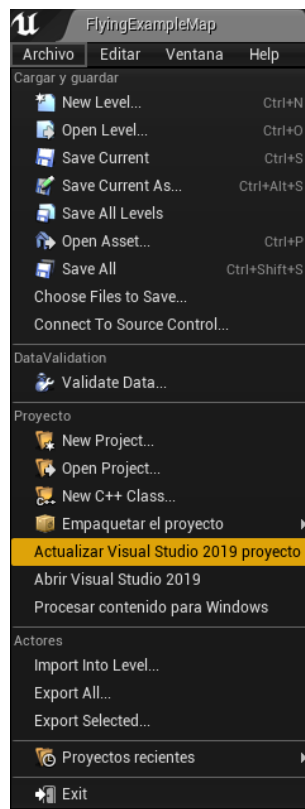 FlyingExampleMap
Archivo Editar Ventana Help
Cargar y guardar
New Level... Ctrl+N
Open Level... Ctrl+O
Save Current Ctrl+S
Save Current As... Ctrl+Alt+S
Save All Levels
Open Asset... Ctrl+P
Save All Ctrl+Shift+S
Choose Files to Save...
Connect To Source Control...
DataValidation
Validate Data...
Proyecto
New Project...
Open Project...
New C++ Class...
Empaquetar el proyecto
Actualizar Visual Studio 2019 proyecto
Abrir Visual Studio 2019
Procesar contenido para Windows
Actores
Import Into Level...
Export All...
Export Selected...
Proyectos recientes
Exit